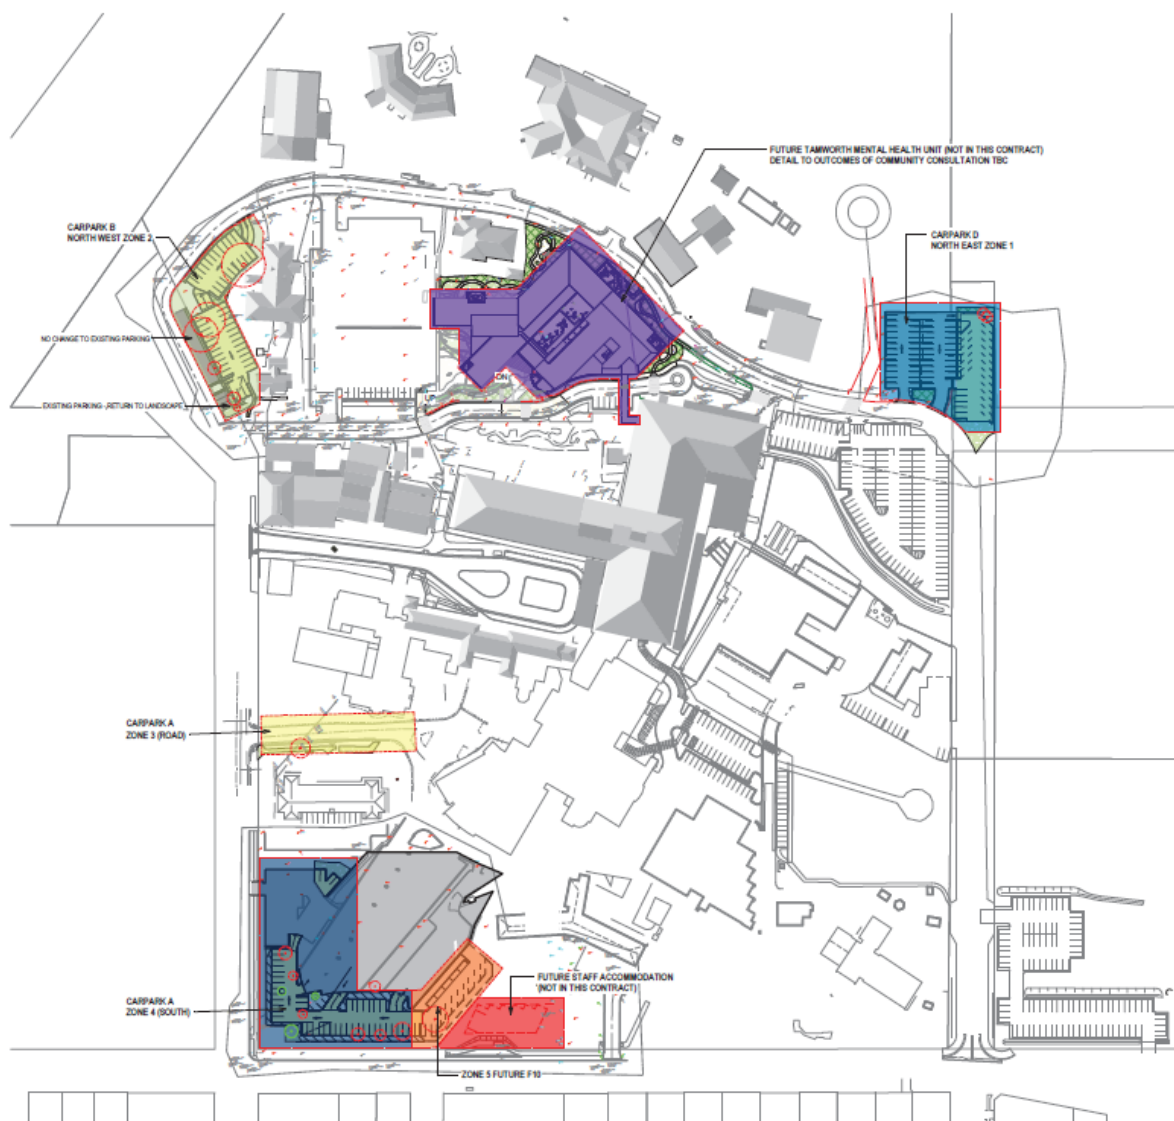 FUTURE TAMWORTH MENTAL HEALTH UNIT (NOT IN THIS CONTRACT)
DETAIL TO OUTCOMES OF COMMUNITY CONSULTATION TBC
CARPARK B
NORTH WEST ZONE 2
CARPARK D
NORTH EAST ZONE 1
NO CHANGE TO EXISTING PARKING
EXISTING PARKING - RETURN TO LANDSCAPE
DN
CARPARK A
ZONE 3 (ROAD)
FUTURE STAFF ACCOMMODATION
(NOT IN THIS CONTRACT)
CARPARK A
ZONE 4 (SOUTH)
ZONE 5 FUTURE F10